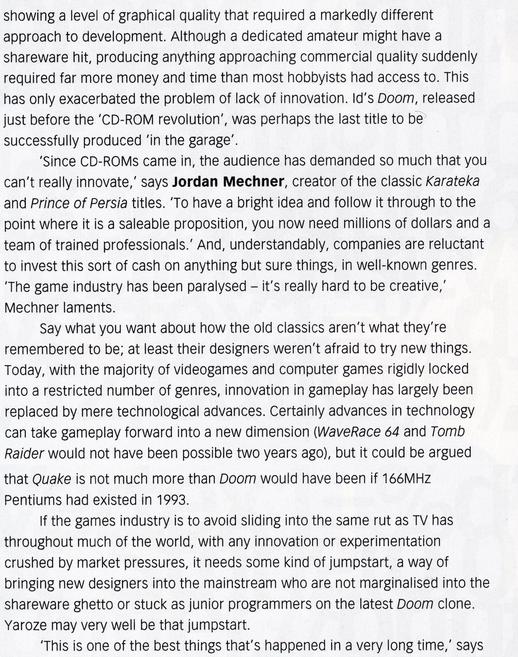 showing a level of graphical quality that required a markedly different
approach to development. Although a dedicated amateur might have a
shareware hit, producing anything approaching commercial quality suddenly
required far more money and time than most hobbyists had access to. This
has only exacerbated the problem of lack of innovation. Id's Doom, released
just before the 'CD-ROM revolution', was perhaps the last title to be
successfully produced 'in the garage'.
'Since CD-ROMs came in, the audience has demanded so much that you
can't really innovate,' says Jordan Mechner, creator of the classic Karateka
and Prince of Persia titles. 'To have a bright idea and follow it through to the
point where it is a saleable proposition, you now need millions of dollars and a
team of trained professionals.' And, understandably, companies are reluctant
to invest this sort of cash on anything but sure things, in well-known genres.
'The game industry has been paralysed – it's really hard to be creative,'
Mechner laments.
Say what you want about how the old classics aren't what they're
remembered to be; at least their designers weren't afraid to try new things.
Today, with the majority of videogames and computer games rigidly locked
into a restricted number of genres, innovation in gameplay has largely been
replaced by mere technological advances. Certainly advances in technology
can take gameplay forward into a new dimension (WaveRace 64 and Tomb
Raider would not have been possible two years ago), but it could be argued
that Quake is not much more than Doom would have been if 166MHz
Pentiums had existed in 1993.
If the games industry is to avoid sliding into the same rut as TV has
throughout much of the world, with any innovation or experimentation
crushed by market pressures, it needs some kind of jumpstart, a way of
bringing new designers into the mainstream who are not marginalised into the
shareware ghetto or stuck as junior programmers on the latest Doom clone.
Yaroze may very well be that jumpstart.
'This is one of the best things that's happened in a very long time,' says